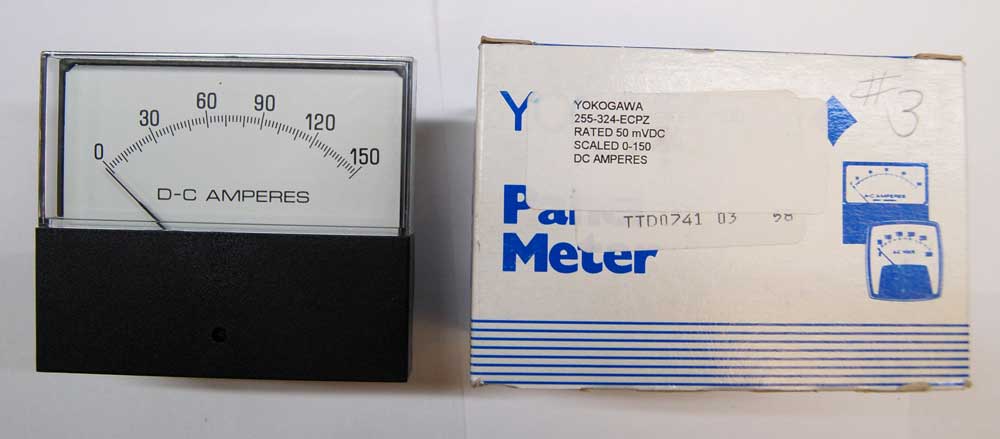 0 30 60 90 120 150
D-C AMPERES
#3
Y
YOKOGAWA
255-324-ECPZ
RATED 50 mVDC
SCALED 0-150
DC AMPERES
TTD0241 03 58
Meter
D-C AMPERES